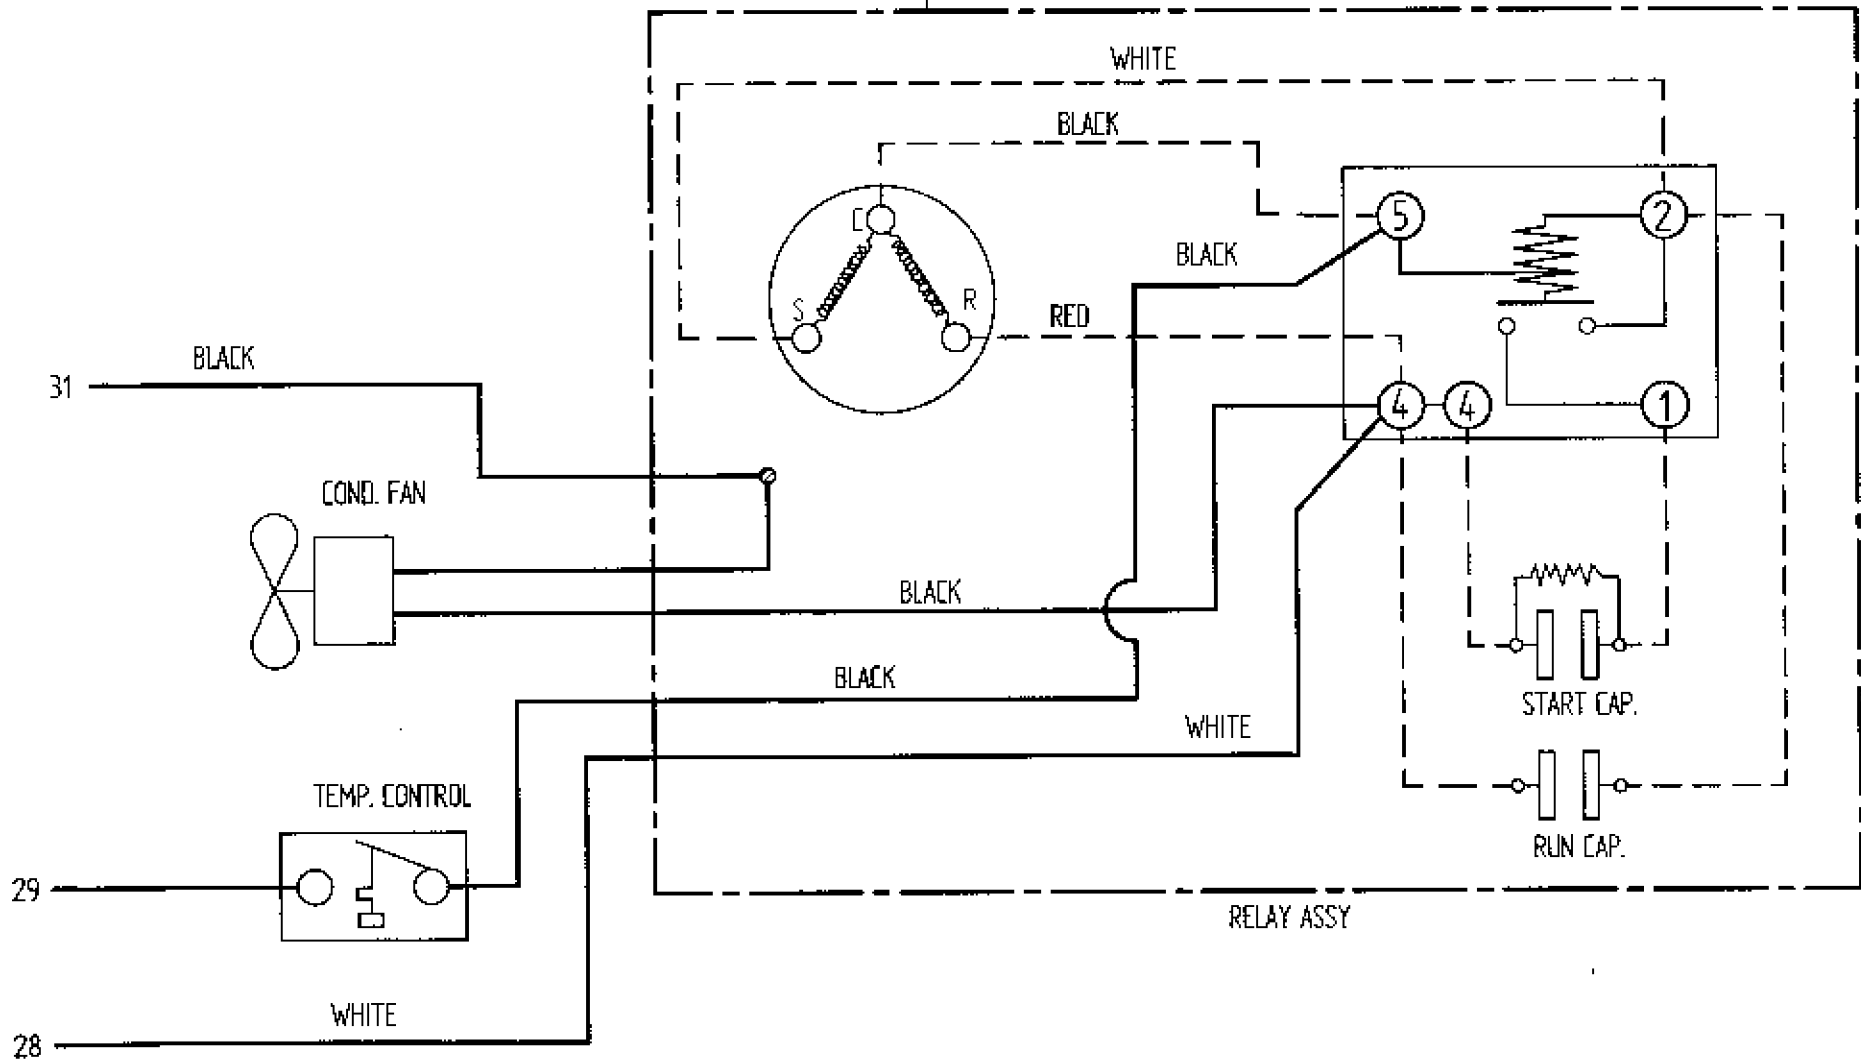 WHITE
BLACK
C
5
2
BLACK
S
R
RED
BLACK
31
4
4
1
COND. FAN
BLACK
BLACK
START CAP.
WHITE
TEMP. CONTROL
RUN CAP.
29
RELAY ASSY
WHITE
28